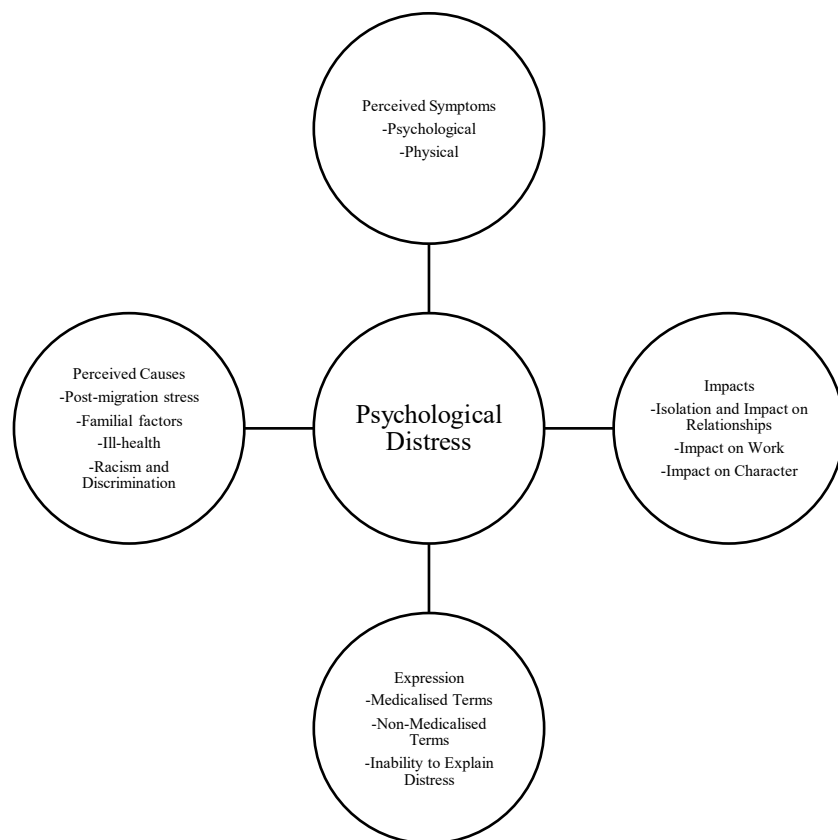 Perceived Symptoms
-Psychological
-Physical
Perceived Causes
-Post-migration stress
-Familial factors
-Ill-health
-Racism and
Discrimination
Psychological
Distress
Impacts
-Isolation and Impact on
Relationships
-Impact on Work
-Impact on Character
Expression
-Medicalised Terms
-Non-Medicalised
Terms
-Inability to Explain
Distress